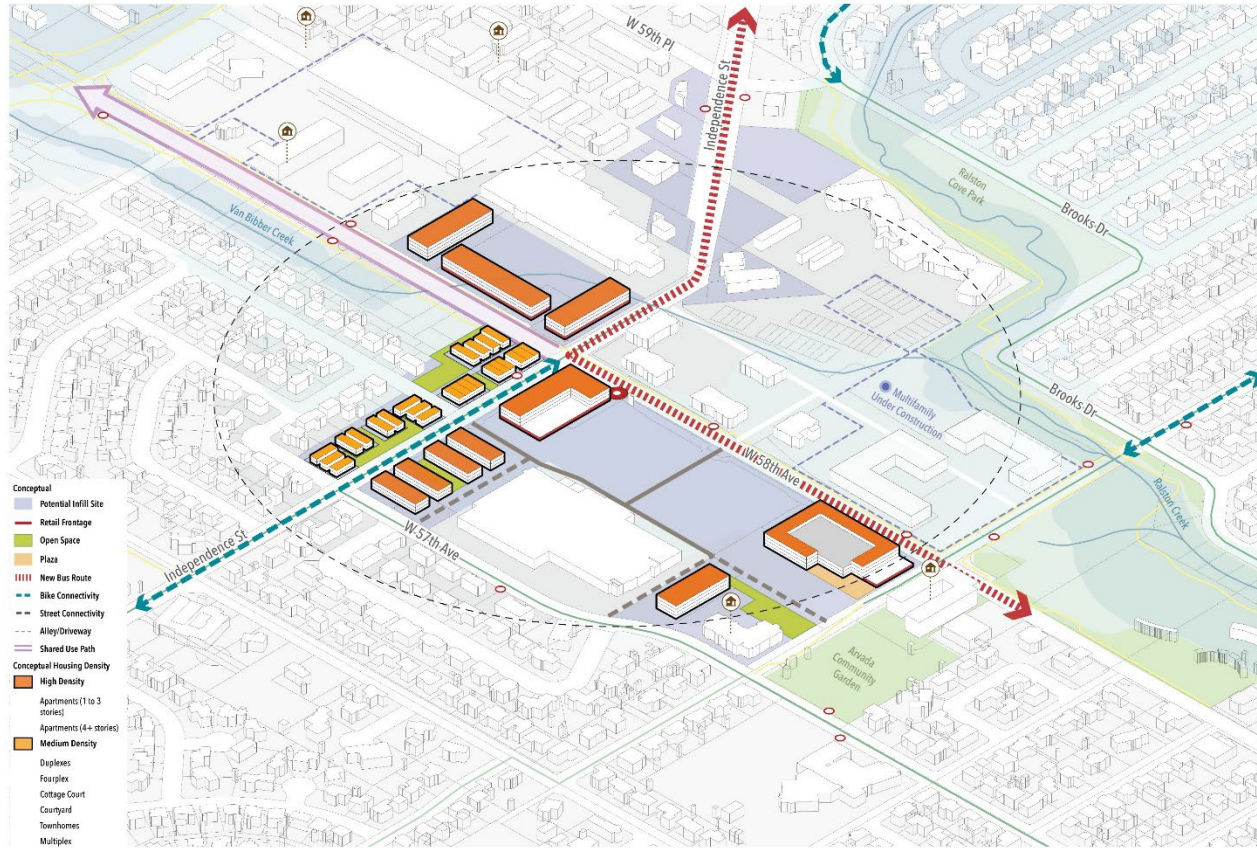 W 59th Pl
Independence St
Ralston
Cove Park
Brooks Dr
Van Bibber Creek
Multifamily
Under Construction
Brooks Dr
W 58th Ave
Ralston Creek
Independence St
W 57th Ave
Arvada
Community
Garden
Conceptual
Potential Infill Site
Retail Frontage
Open Space
Plaza
New Bus Route
Bike Connectivity
Street Connectivity
Alley/Driveway
Shared Use Path
Conceptual Housing Density
High Density
Apartments (1 to 3
stories)
Apartments (4+ stories)
Medium Density
Duplexes
Fourplex
Cottage Court
Courtyard
Townhomes
Multiplex